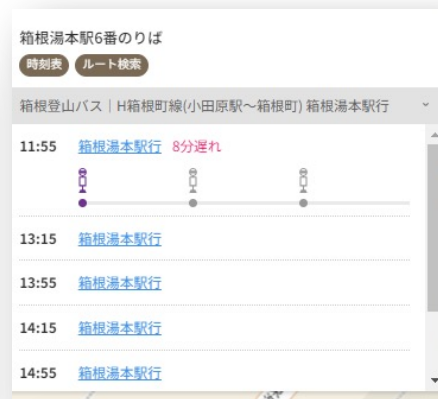 箱根湯本駅6番のりば
時刻表 ルート検索
箱根登山バス｜H箱根町線(小田原駅～箱根町) 箱根湯本駅行
11:55 箱根湯本駅行 8分遅れ
13:15 箱根湯本駅行
13:55 箱根湯本駅行
14:15 箱根湯本駅行
14:55 箱根湯本駅行